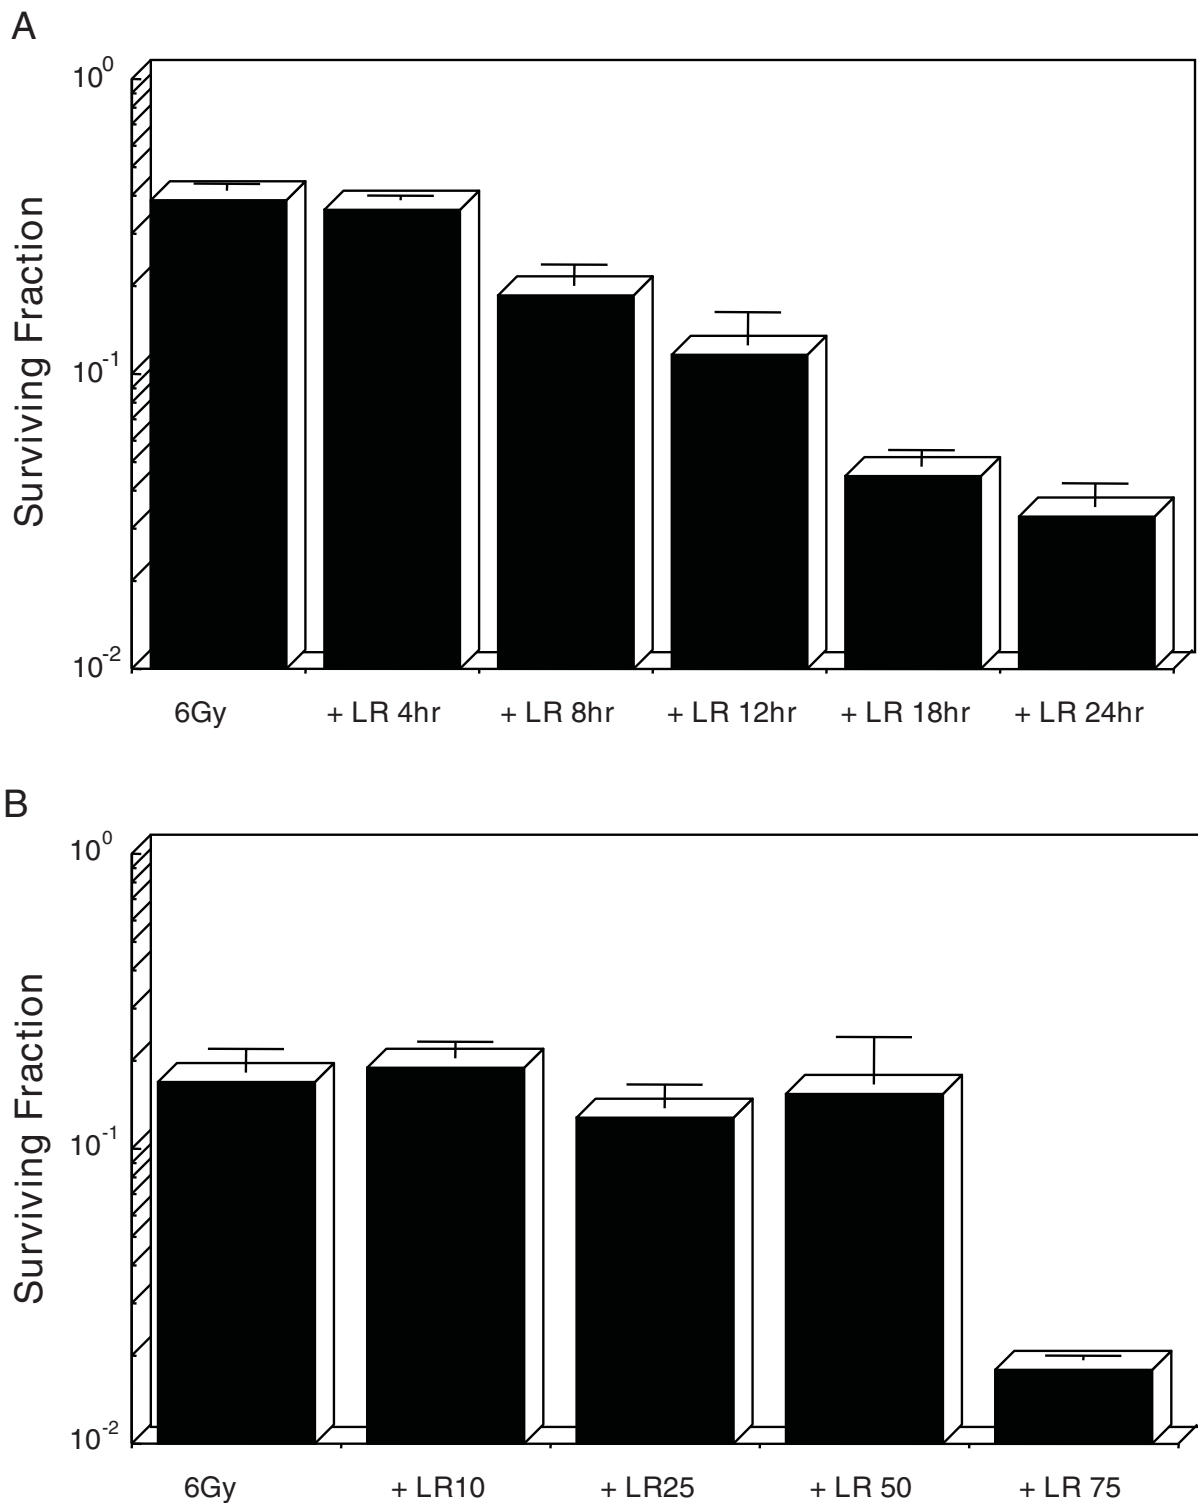 A
10^0
10^-1
10^-2
Surviving Fraction
6Gy + LR 4hr + LR 8hr + LR 12hr + LR 18hr + LR 24hr
B
10^0
10^-1
10^-2
Surviving Fraction
6Gy + LR10 + LR25 + LR 50 + LR 75